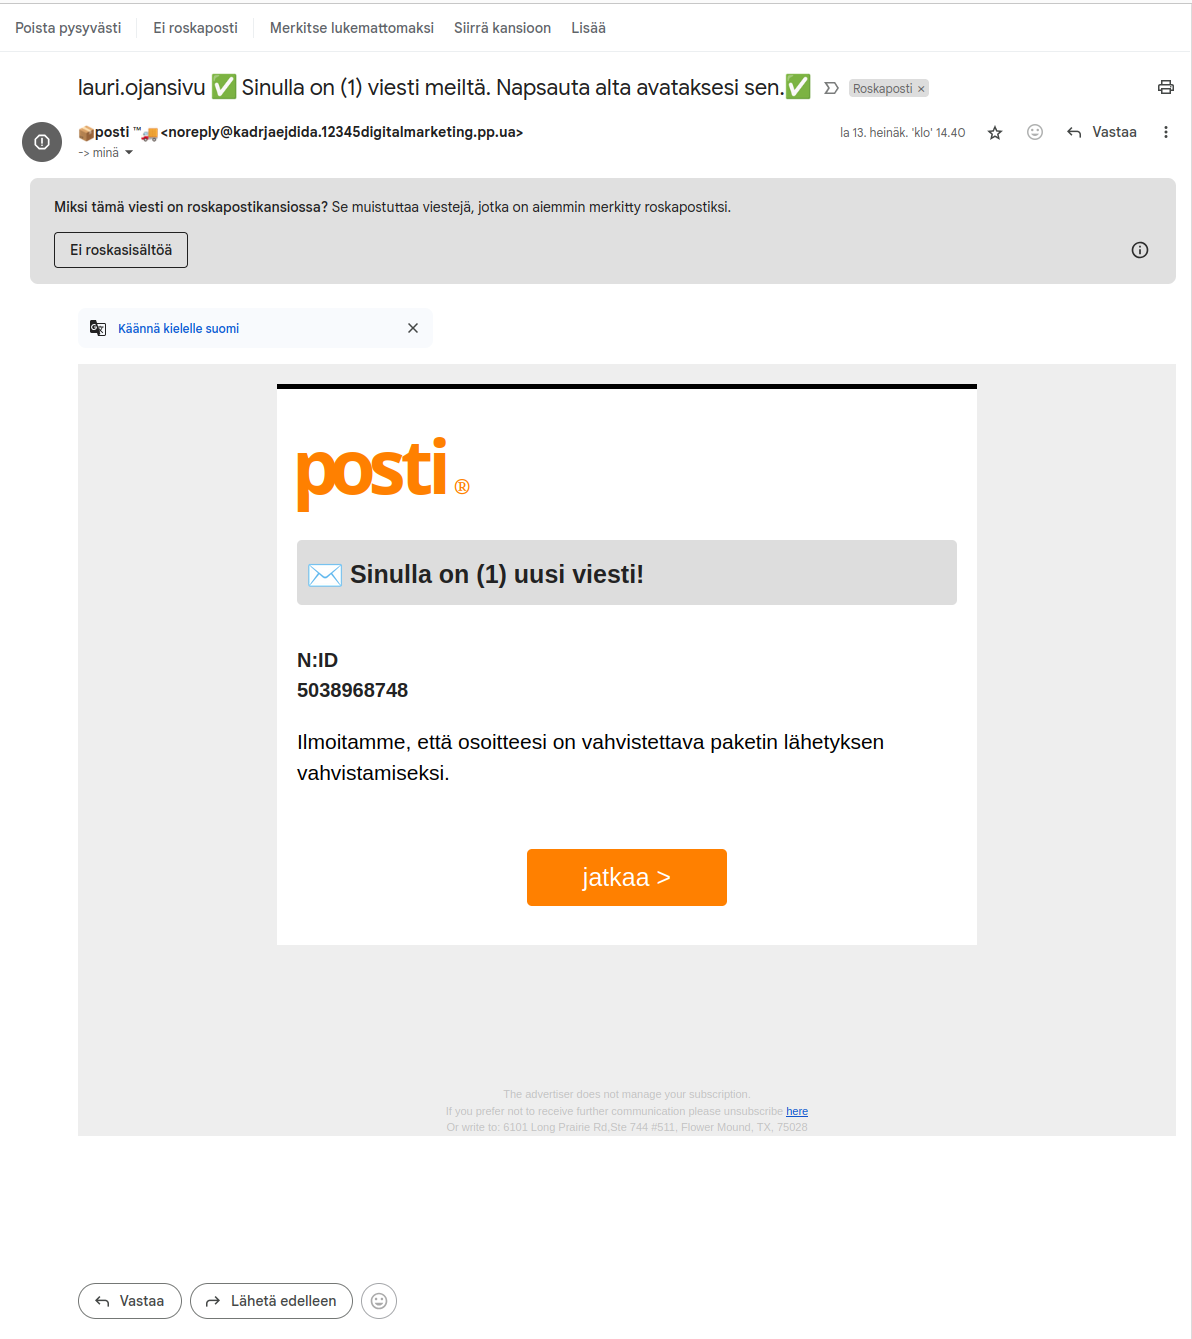 Poista pysyvästi Ei roskaposti Merkitse lukemattomaksi Siirrä kansioon Lisää
lauri.ojansivu ✅ Sinulla on (1) viesti meiltä. Napsauta alta avataksesi sen.✅ Roskaposti ×
📦posti ™🚚 <noreply@kadrjaejdida.12345digitalmarketing.pp.ua> la 13. heinäk. 'klo' 14.40 Vastaa
-> minä
Miksi tämä viesti on roskapostikansiossa? Se muistuttaa viestejä, jotka on aiemmin merkitty roskapostiksi.
Ei roskasisältöä
Käännä kielelle suomi
posti ®
✉️ Sinulla on (1) uusi viesti!
N:ID
5038968748
Ilmoitamme, että osoitteesi on vahvistettava paketin lähetyksen
vahvistamiseksi.
jatkaa >
The advertiser does not manage your subscription.
If you prefer not to receive further communication please unsubscribe here
Or write to: 6101 Long Prairie Rd,Ste 744 #511, Flower Mound, TX, 75028
Vastaa Lähetä edelleen